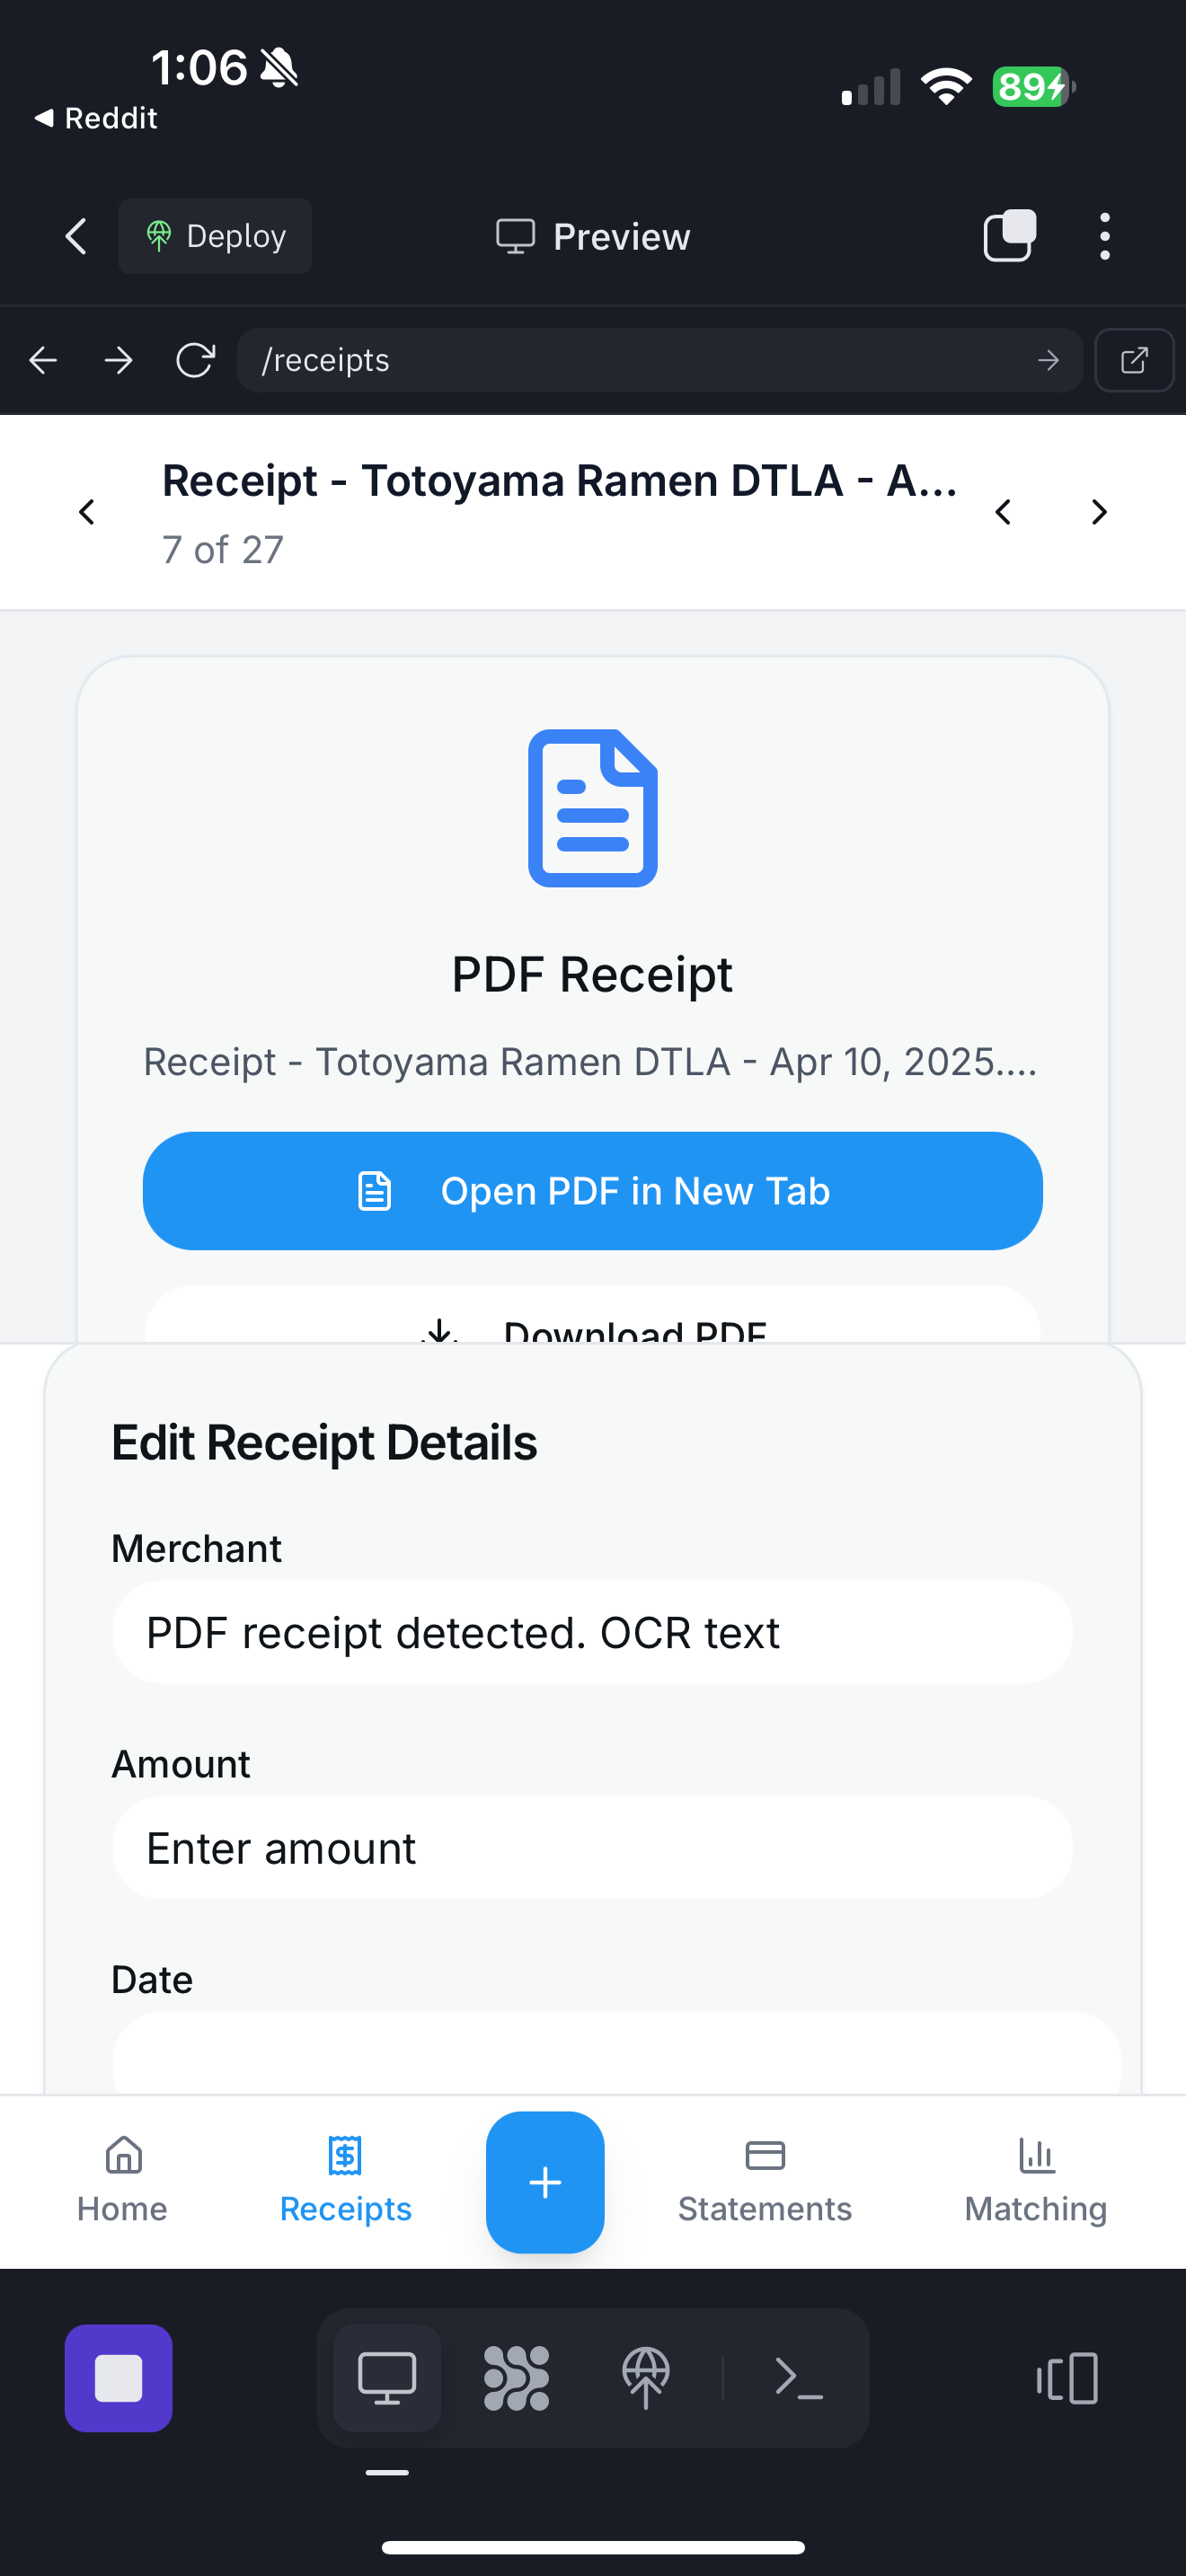 1:06
89
Reddit
Deploy
Preview
/receipts
Receipt - Totoyama Ramen DTLA - A...
7 of 27
PDF Receipt
Receipt - Totoyama Ramen DTLA - Apr 10, 2025....
Open PDF in New Tab
Download PDF
Edit Receipt Details
Merchant
PDF receipt detected. OCR text
Amount
Enter amount
Date
Home
Receipts
Statements
Matching